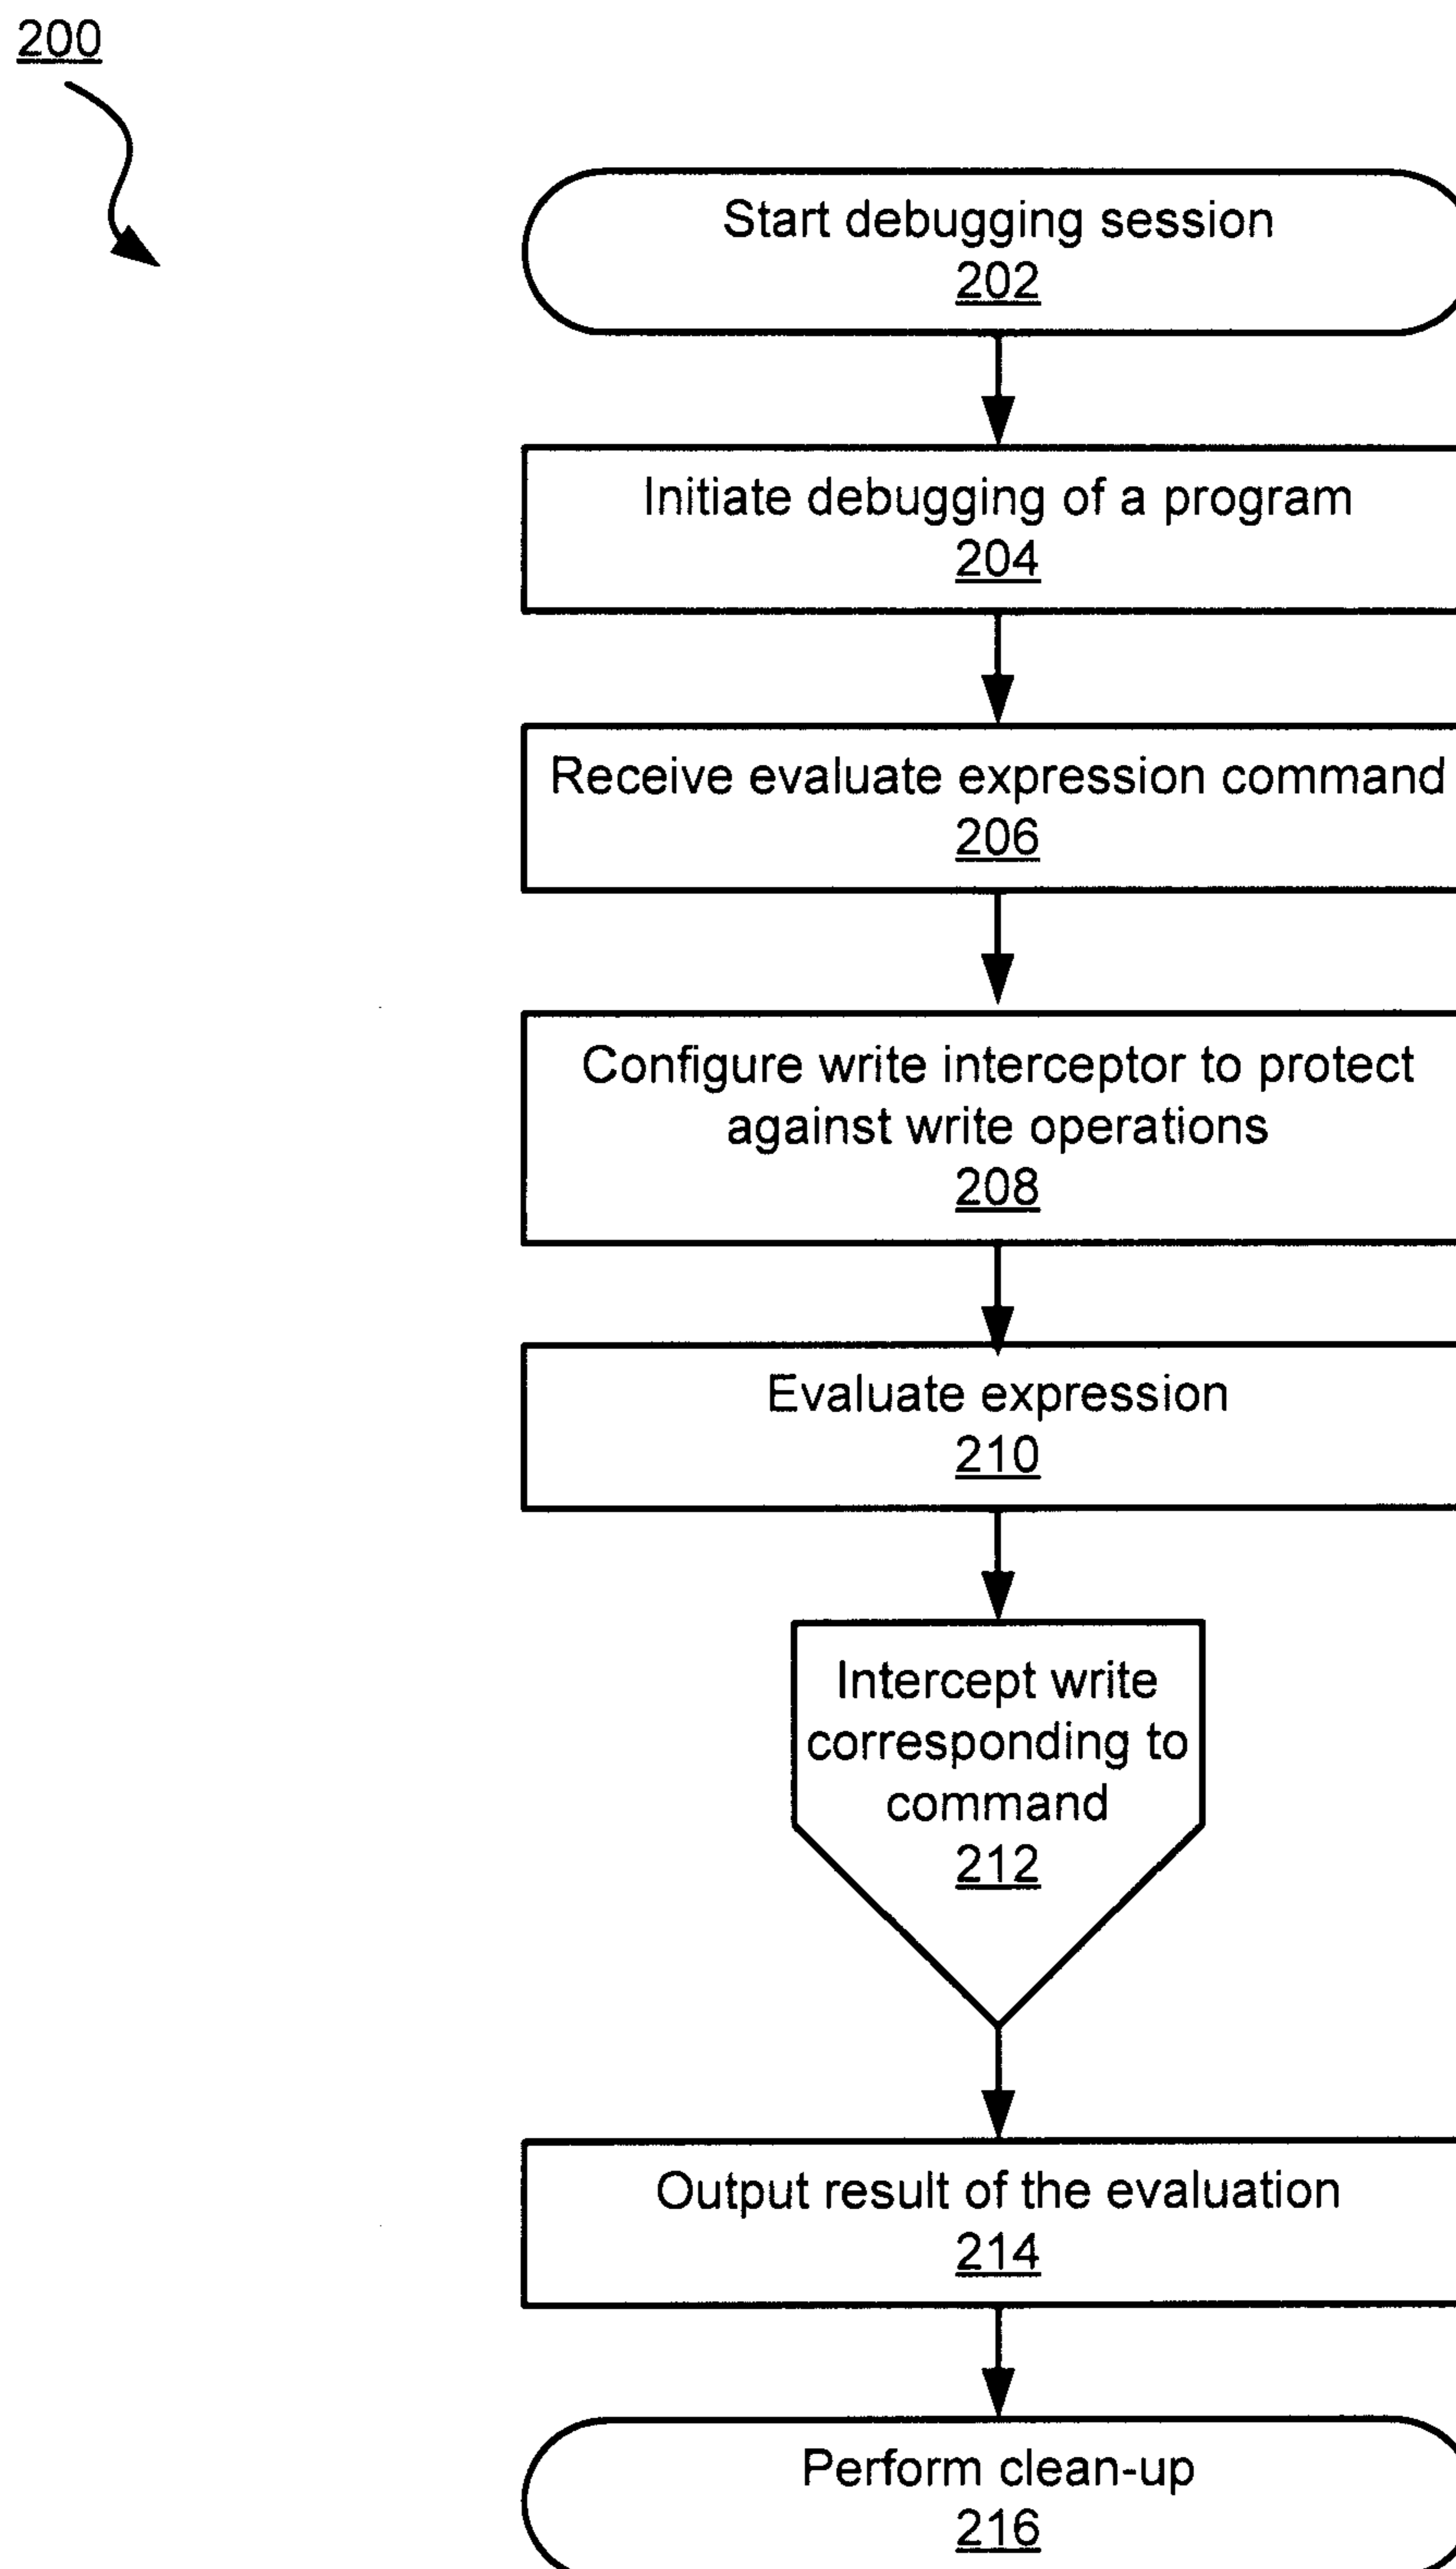 200
Start debugging session
202
Initiate debugging of a program
204
Receive evaluate expression command
206
Configure write interceptor to protect
against write operations
208
Evaluate expression
210
Intercept write
corresponding to
command
212
Output result of the evaluation
214
Perform clean-up
216